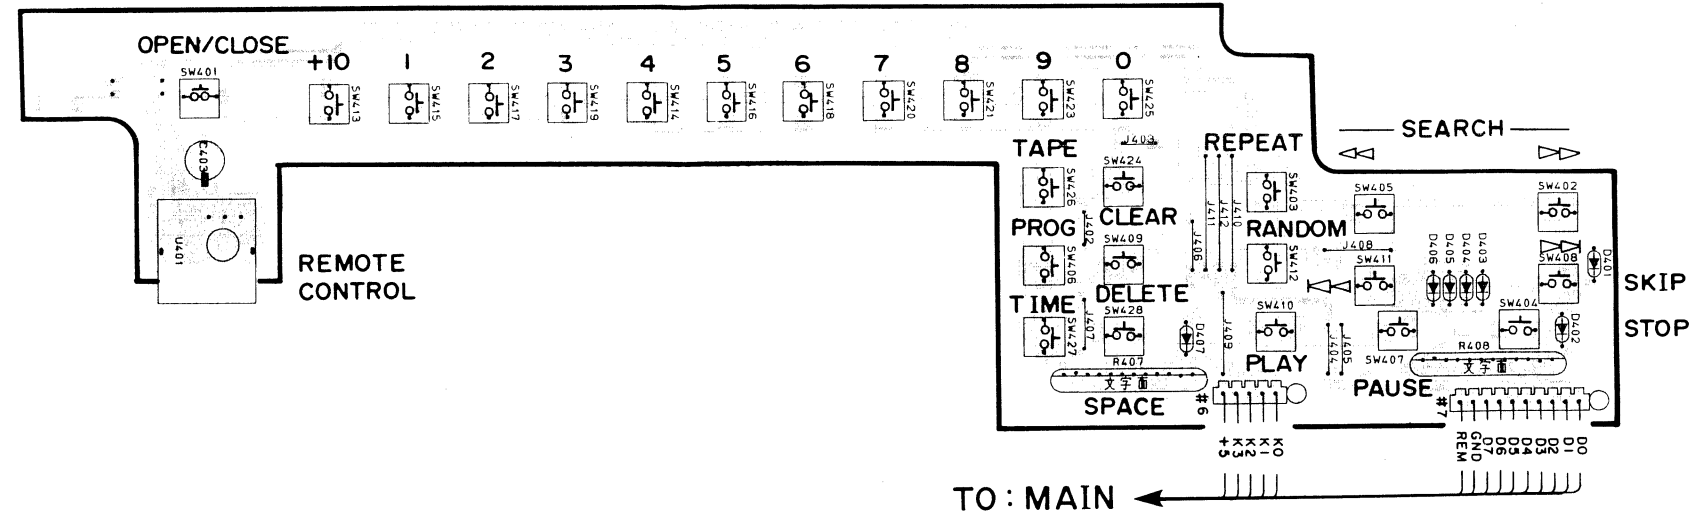 OPEN/CLOSE
SW401
+10
1
2
3
4
5
6
7
8
9
0
SW413
SW415
SW417
SW419
SW414
SW416
SW418
SW420
SW421
SW423
SW425
C403
U401
REMOTE
CONTROL
J403
TAPE
SW424
SW426
CLEAR
REPEAT
SW403
SEARCH
SW405
SW402
PROG
J402
SW409
SW406
J406
J411
J412
J410
RANDOM
SW412
J408
SW411
D406
D405
D404
D403
SW408
D401
SKIP
DELETE
TIME
SW428
SW427
J407
D407
J409
SW410
PLAY
J404
J405
SW407
SW404
D402
STOP
R407
文字面
SPACE
R408
文字面
PAUSE
#6
#7
+5
K3
K2
K1
K0
REM
GND
D7
D6
D5
D4
D3
D2
D1
D0
TO : MAIN